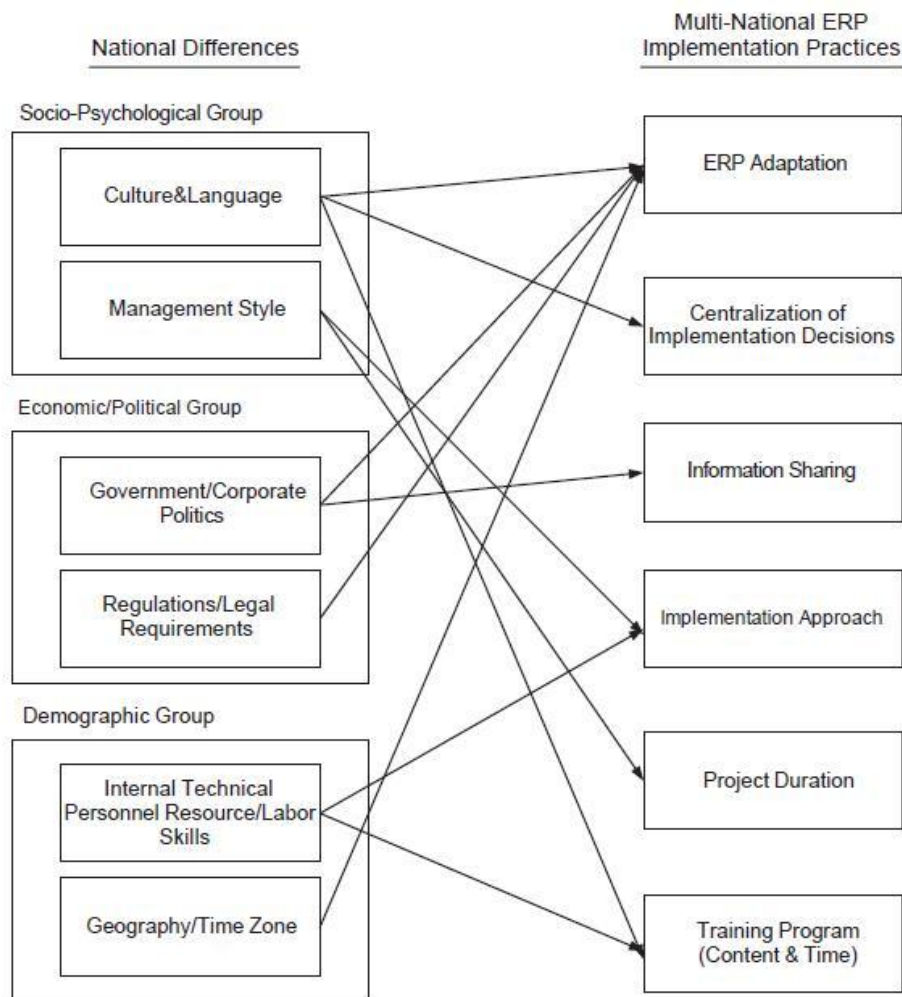 National Differences
Multi-National ERP
Implementation Practices
Socio-Psychological Group
Culture&Language
Management Style
Economic/Political Group
Government/Corporate
Politics
Regulations/Legal
Requirements
Demographic Group
Internal Technical
Personnel Resource/Labor
Skills
Geography/Time Zone
ERP Adaptation
Centralization of
Implementation Decisions
Information Sharing
Implementation Approach
Project Duration
Training Program
(Content & Time)